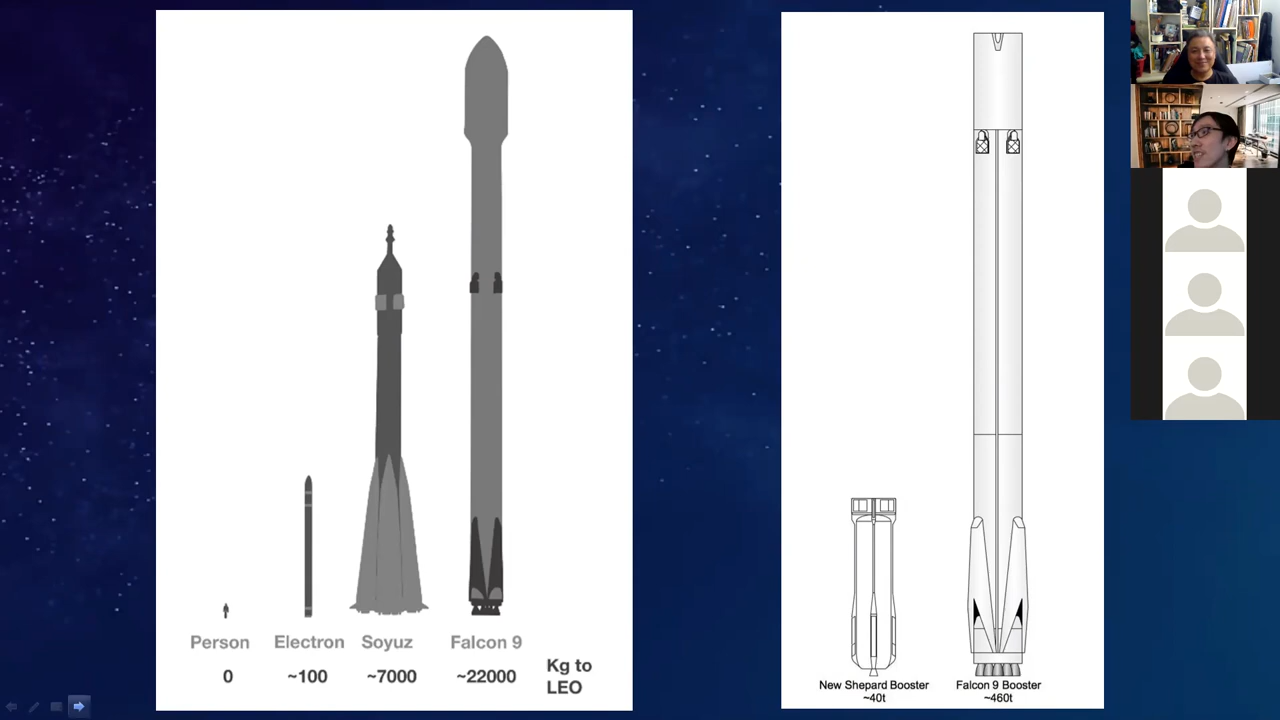 Person Electron Soyuz Falcon 9
0 ~100 ~7000 ~22000 Kg to
LEO
New Shepard Booster
~40t
Falcon 9 Booster
~460t